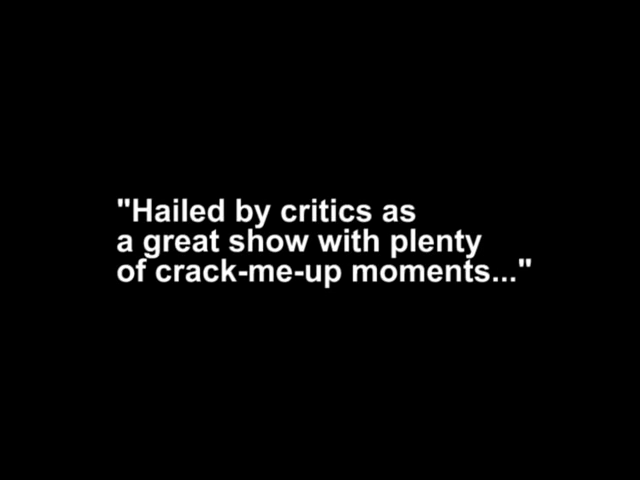 "Hailed by critics as
a great show with plenty
of crack-me-up moments..."